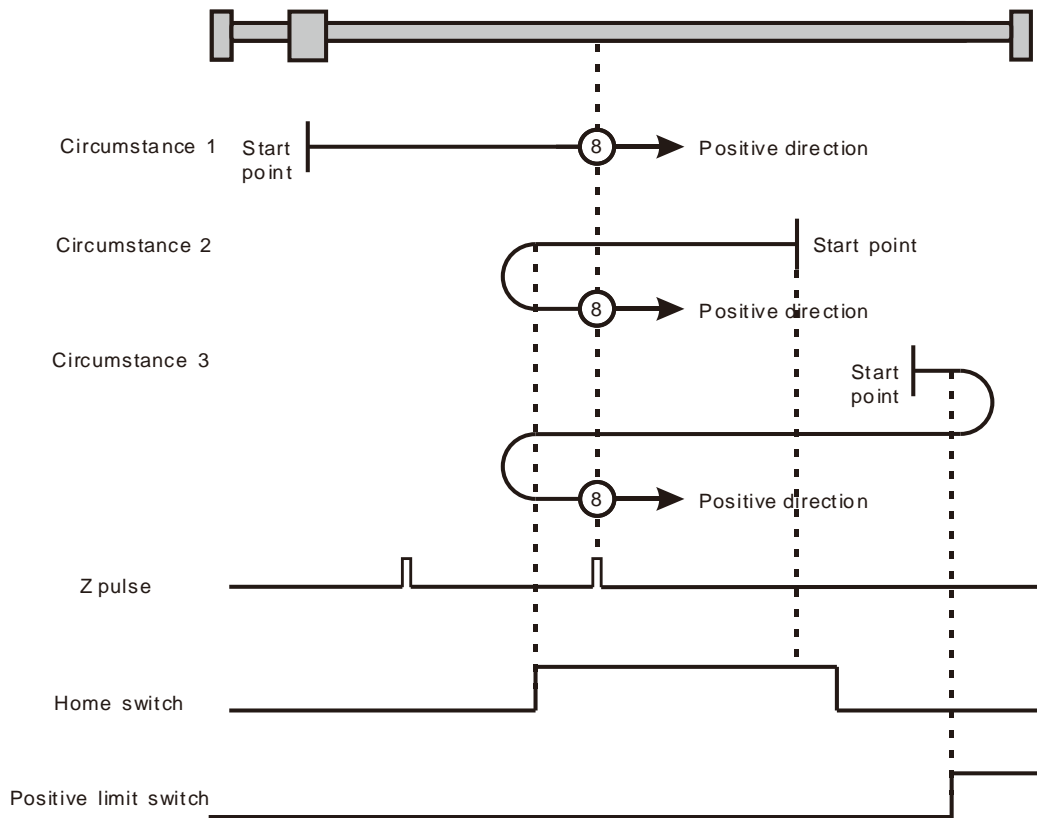 Circumstance 1
Start
point
8
Positive direction
Circumstance 2
Start point
8
Positive direction
Circumstance 3
Start
point
8
Positive direction
Z pulse
Home switch
Positive limit switch